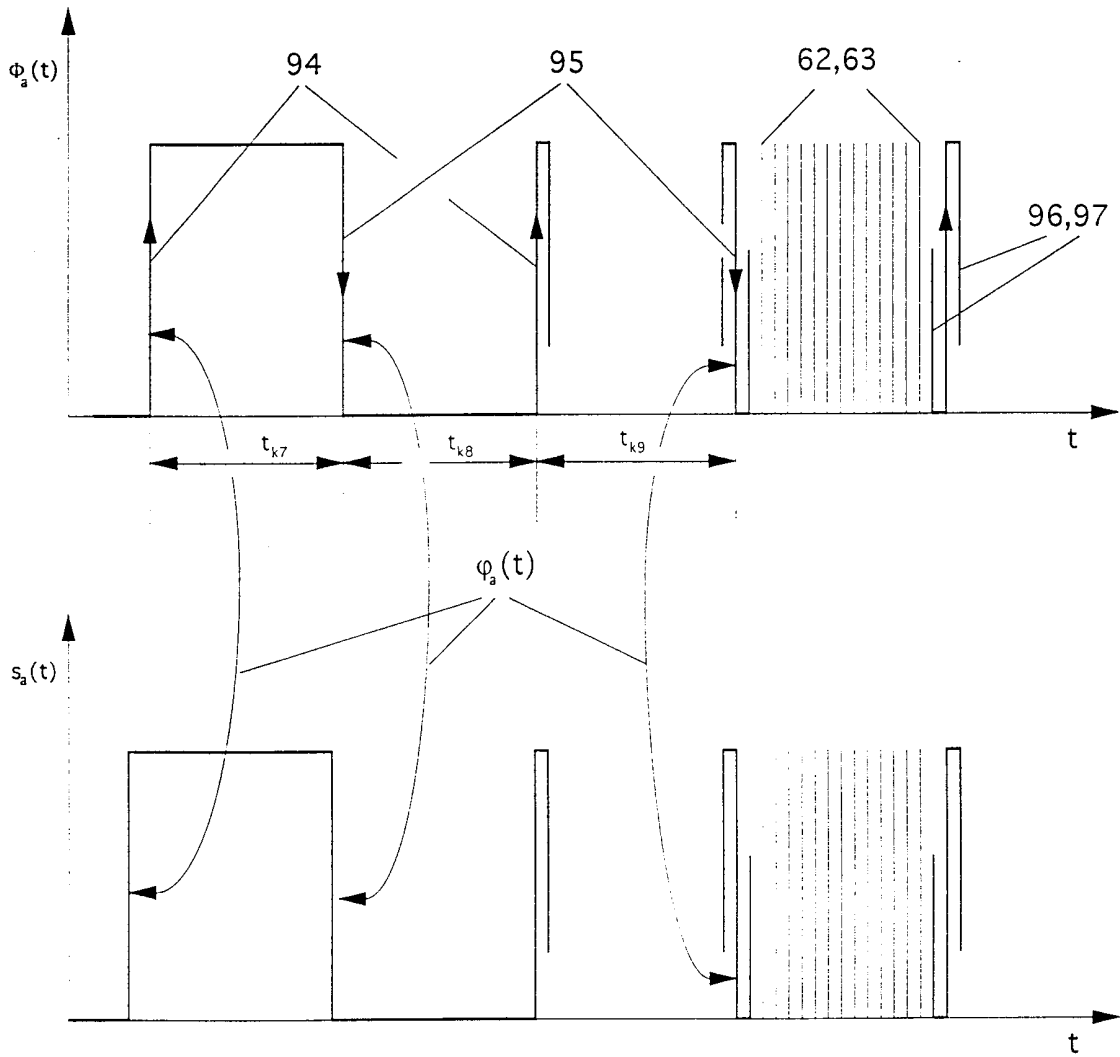 94
95
62,63
Φₐ(t)
96,97
t
tₖ₇
tₖ₈
tₖ₉
φₐ(t)
sₐ(t)
t